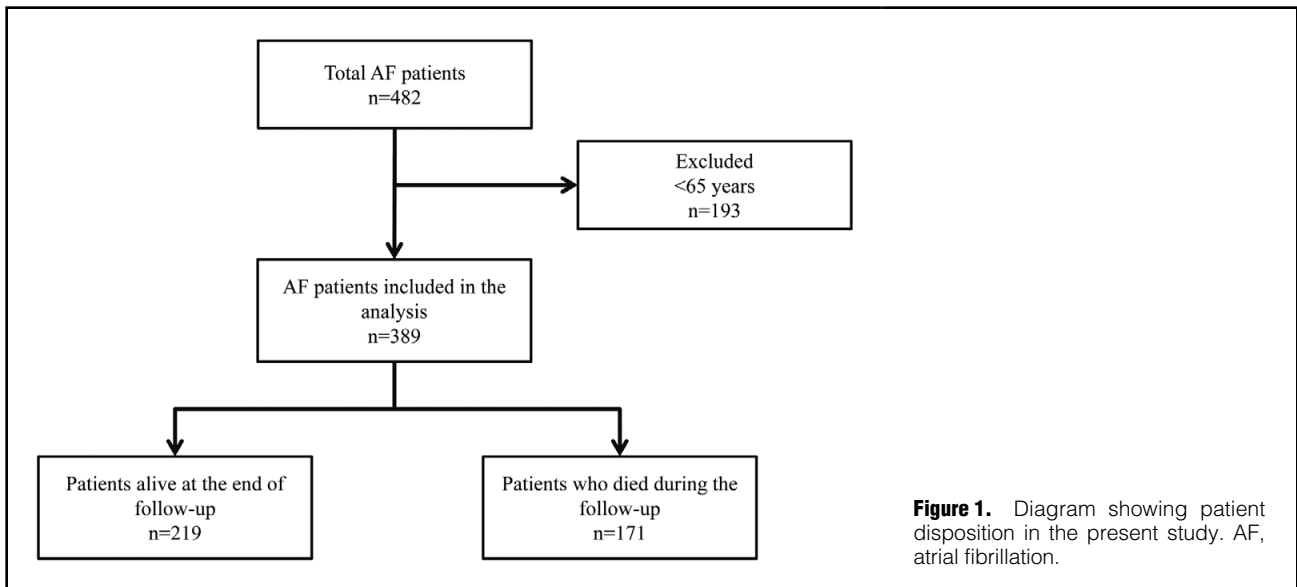 Total AF patients
n=482
Excluded
<65 years
n=193
AF patients included in the
analysis
n=389
Patients alive at the end of
follow-up
n=219
Patients who died during the
follow-up
n=171
Figure 1. Diagram showing patient
disposition in the present study. AF,
atrial fibrillation.